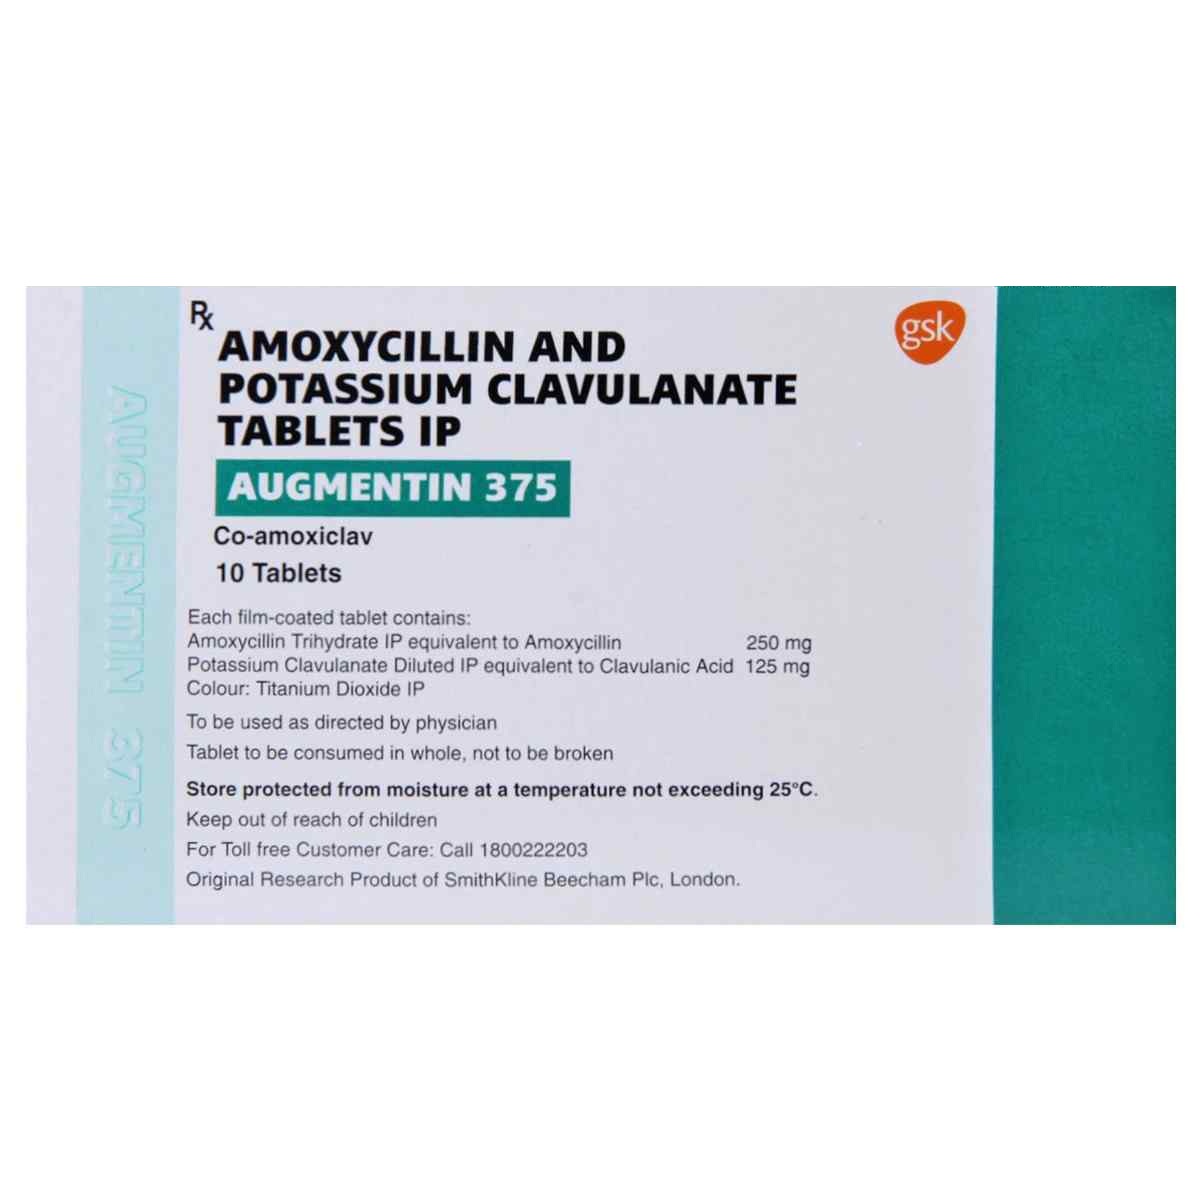 Rx
AMOXYCILLIN AND
POTASSIUM CLAVULANATE
TABLETS IP
AUGMENTIN 375
Co-amoxiclav
10 Tablets
Each film-coated tablet contains:
Amoxycillin Trihydrate IP equivalent to Amoxycillin 250 mg
Potassium Clavulanate Diluted IP equivalent to Clavulanic Acid 125 mg
Colour: Titanium Dioxide IP
To be used as directed by physician
Tablet to be consumed in whole, not to be broken
Store protected from moisture at a temperature not exceeding 25°C.
Keep out of reach of children
For Toll free Customer Care: Call 1800222203
Original Research Product of SmithKline Beecham Plc, London.
gsk
AUGMENTIN 375